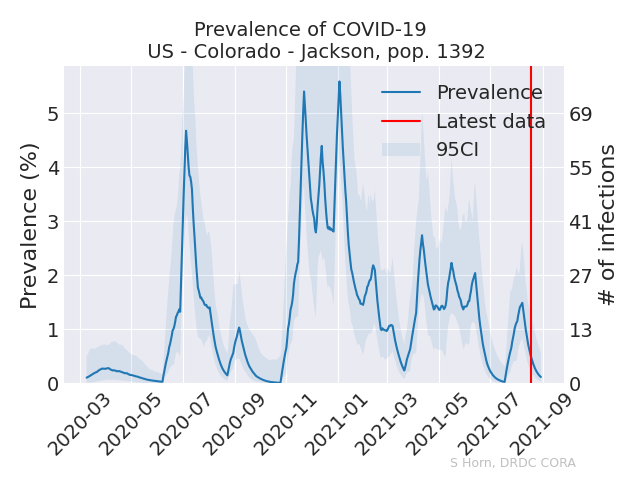 Prevalence of COVID-19
US - Colorado - Jackson, pop. 1392
Prevalence (%)
5
4
3
2
1
0
Prevalence
Latest data
95CI
69
55
41
27
13
0
# of infections
2020-03
2020-05
2020-07
2020-09
2020-11
2021-01
2021-03
2021-05
2021-07
2021-09
S Horn, DRDC CORA